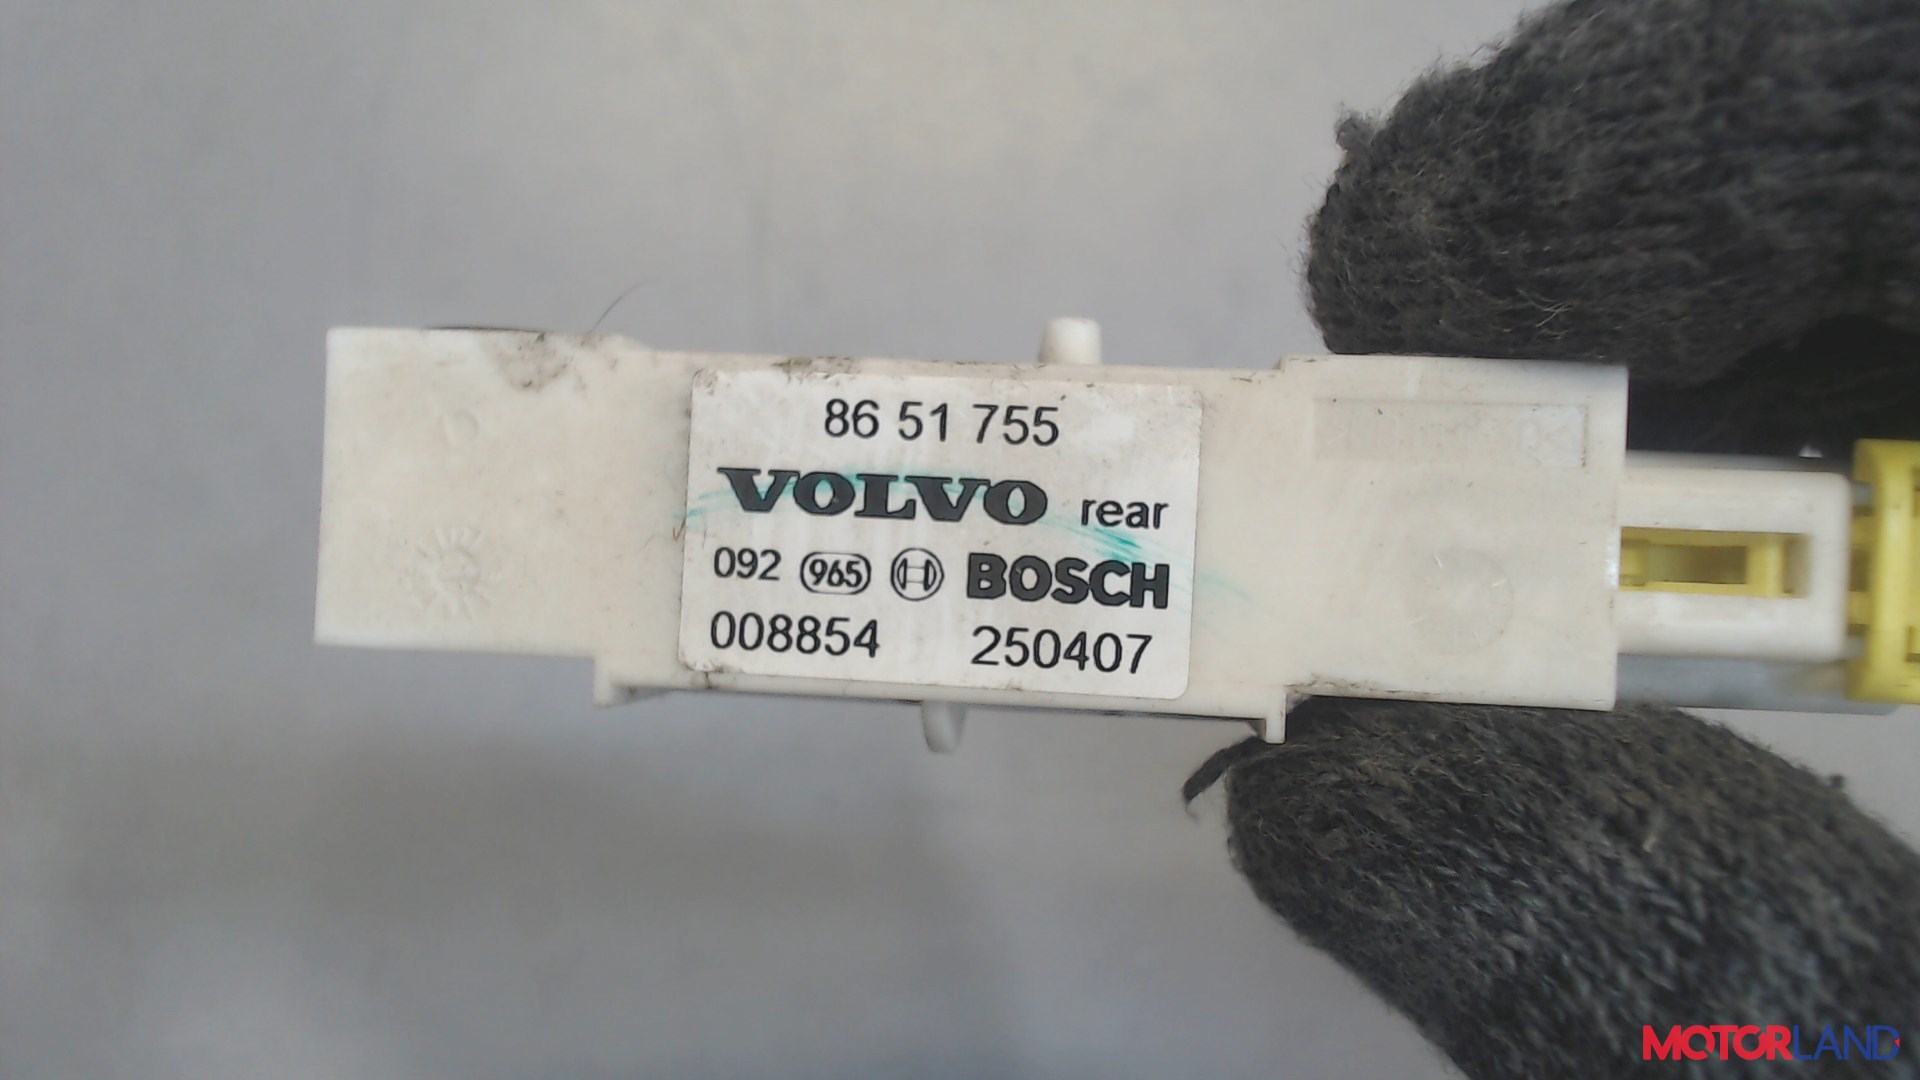 86 51 755
VOLVO rear
092 965 BOSCH
008854 250407
MOTORLAND